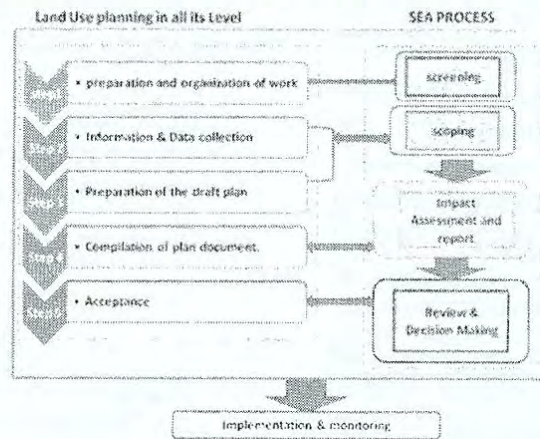 Land Use planning in all its Level
SEA PROCESS
Step 1
• preparation and organization of work
screening
Step 2
• Information & Data collection
scoping
Step 3
• Preparation of the draft plan
Impact
Assessment and
report
Step 4
• Compilation of plan document.
Step 5
• Acceptance
Review &
Decision Making
Implementation & monitoring